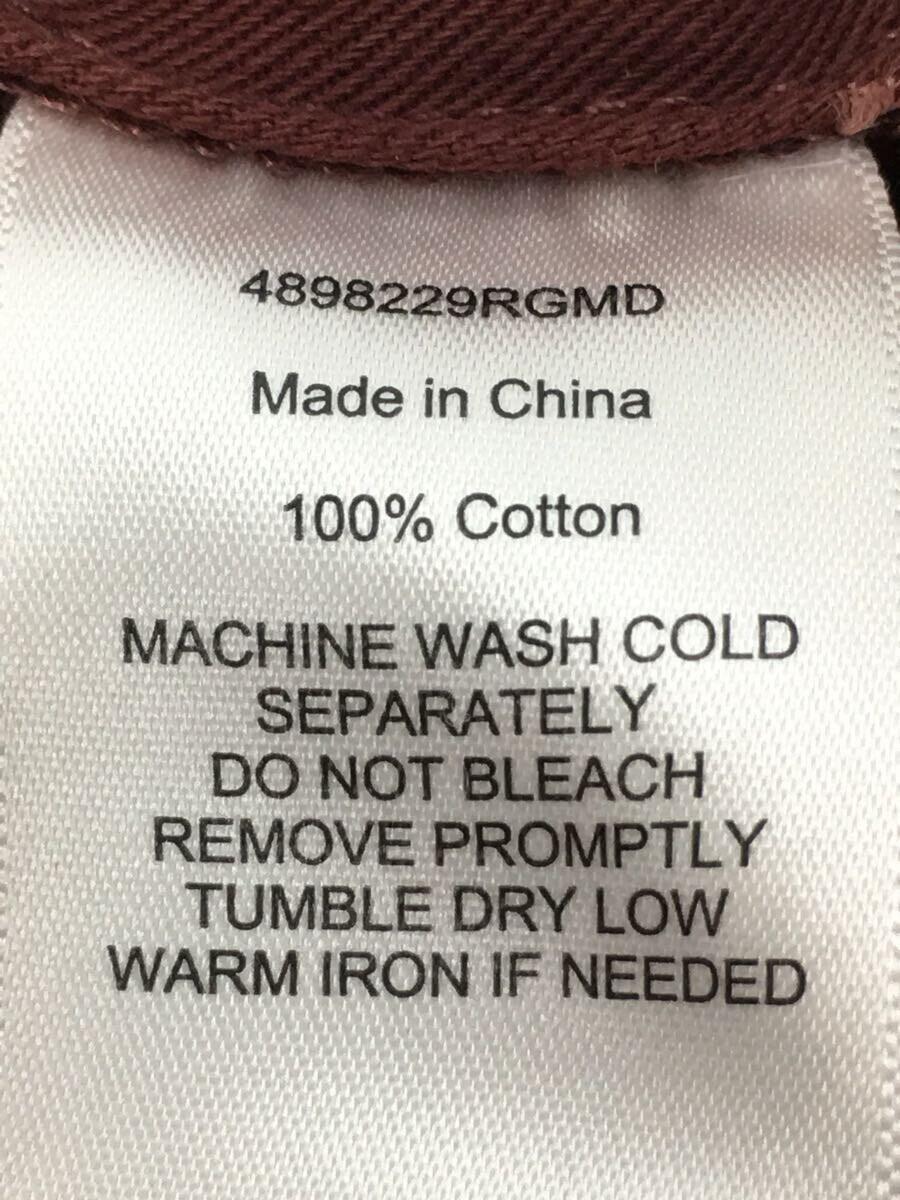 4898229RGMD
Made in China
100% Cotton
MACHINE WASH COLD
SEPARATELY
DO NOT BLEACH
REMOVE PROMPTLY
TUMBLE DRY LOW
WARM IRON IF NEEDED